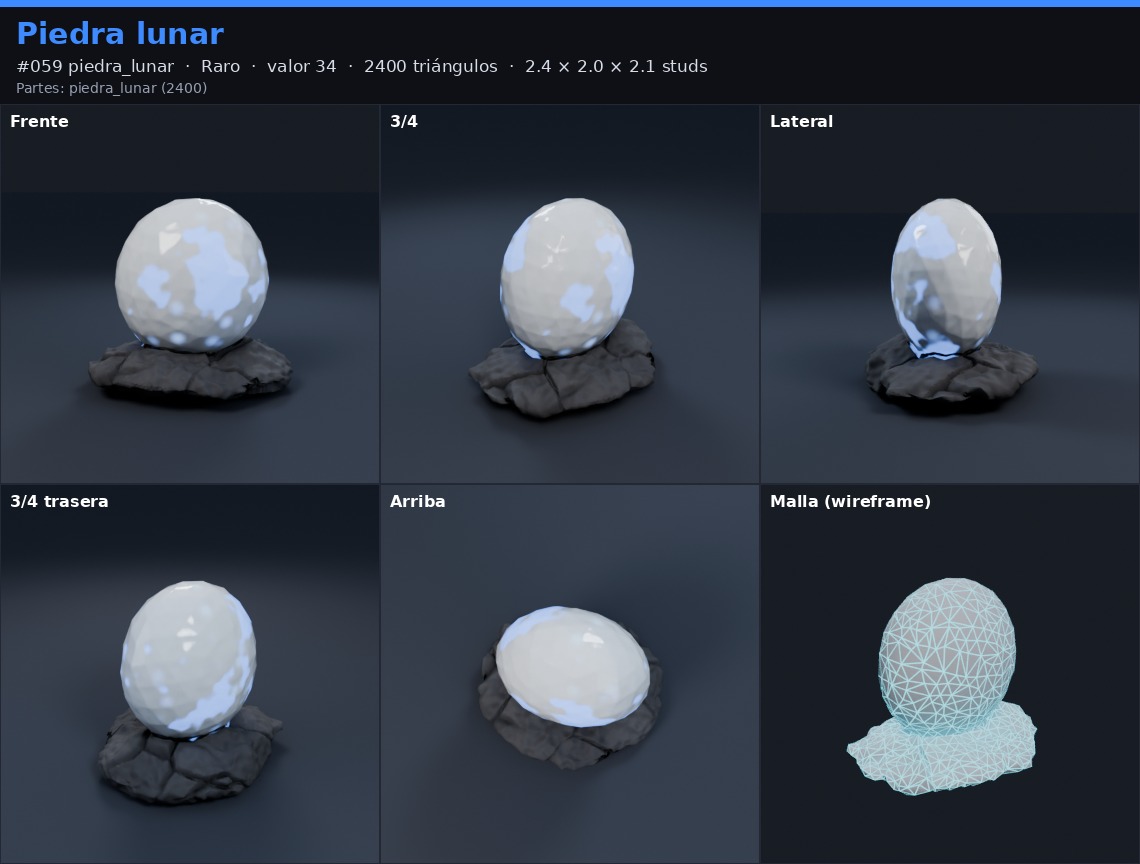 Piedra lunar
#059 piedra_lunar · Raro · valor 34 · 2400 triángulos · 2.4 × 2.0 × 2.1 studs
Partes: piedra_lunar (2400)
Frente
3/4
Lateral
3/4 trasera
Arriba
Malla (wireframe)